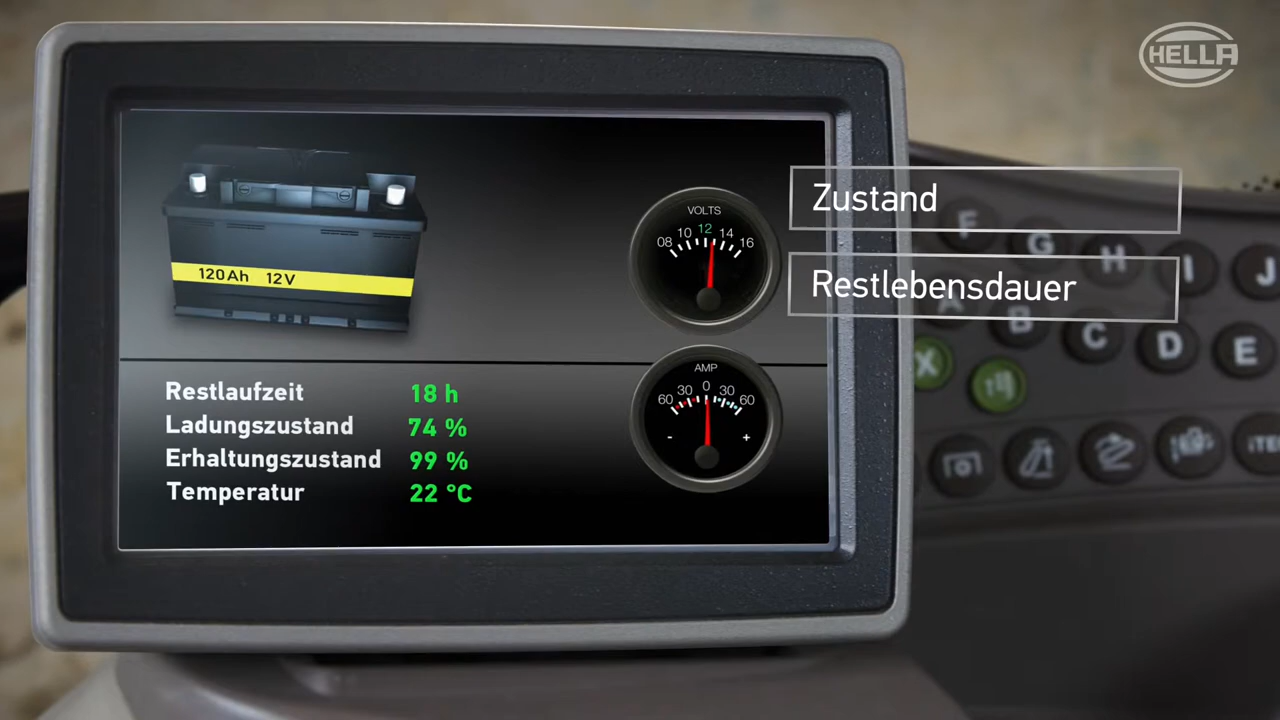 HELLA
Zustand
Restlebensdauer
120Ah 12V
VOLTS
08 10 12 14 16
AMP
60 30 0 30 60
- +
Restlaufzeit 18 h
Ladungszustand 74 %
Erhaltungszustand 99 %
Temperatur 22 °C
F G H I J
A B C D E
X
iTE